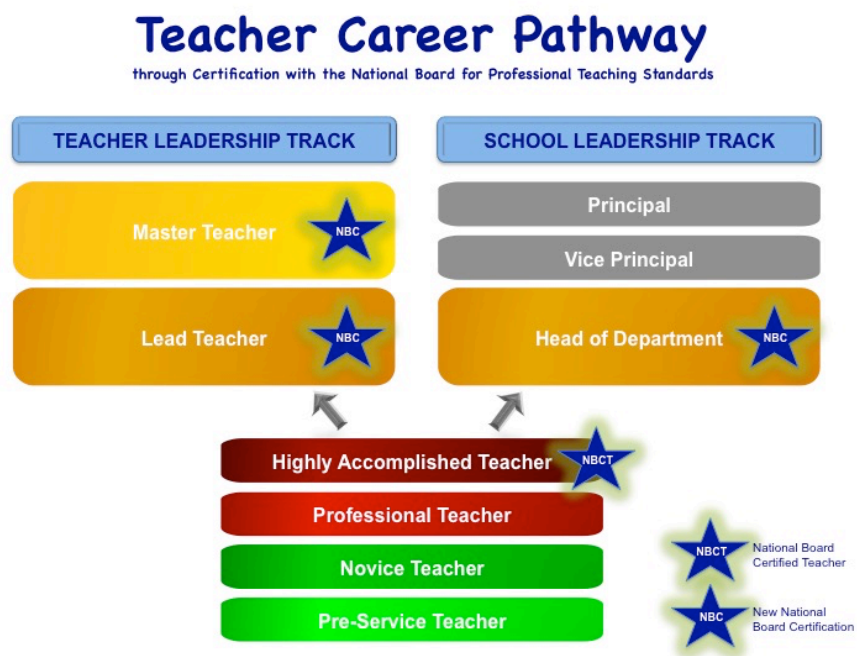 Teacher Career Pathway
through Certification with the National Board for Professional Teaching Standards
TEACHER LEADERSHIP TRACK
Master Teacher
NBC
Lead Teacher
NBC
SCHOOL LEADERSHIP TRACK
Principal
Vice Principal
Head of Department
NBC
Highly Accomplished Teacher
NBCT
Professional Teacher
Novice Teacher
Pre-Service Teacher
NBCT
National Board
Certified Teacher
NBC
New National
Board Certification